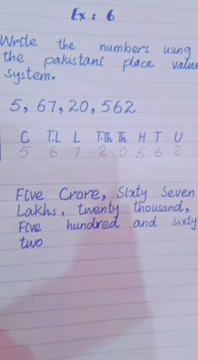 Ex : 6
Write the numbers using
the pakistani place value
system.
5, 67, 20, 562
C T.L L T.Th Th H T U
5 6 7 2 0 5 6 2
Five Crore, Sixty Seven
Lakhs, twenty thousand,
Five hundred and sixty
two